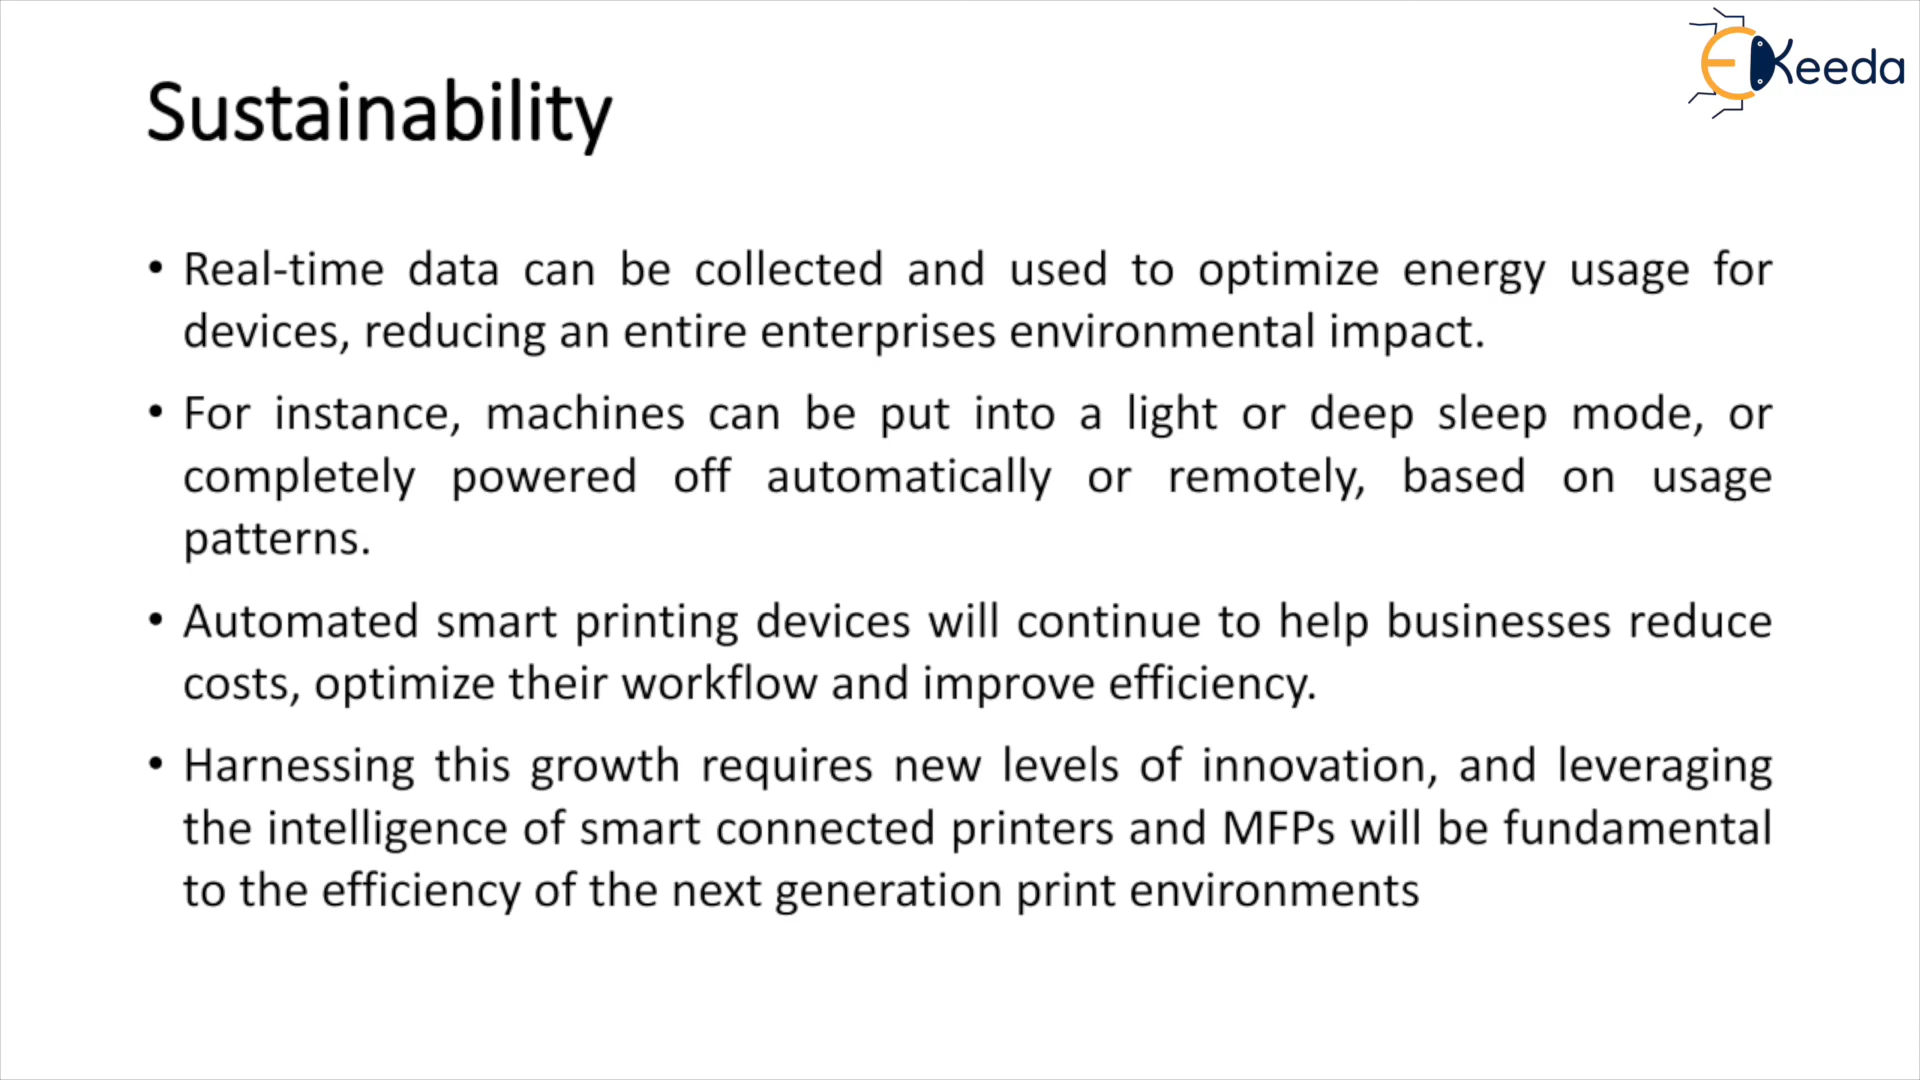 EKeeda
Sustainability
• Real-time data can be collected and used to optimize energy usage for
devices, reducing an entire enterprises environmental impact.
• For instance, machines can be put into a light or deep sleep mode, or
completely powered off automatically or remotely, based on usage
patterns.
• Automated smart printing devices will continue to help businesses reduce
costs, optimize their workflow and improve efficiency.
• Harnessing this growth requires new levels of innovation, and leveraging
the intelligence of smart connected printers and MFPs will be fundamental
to the efficiency of the next generation print environments